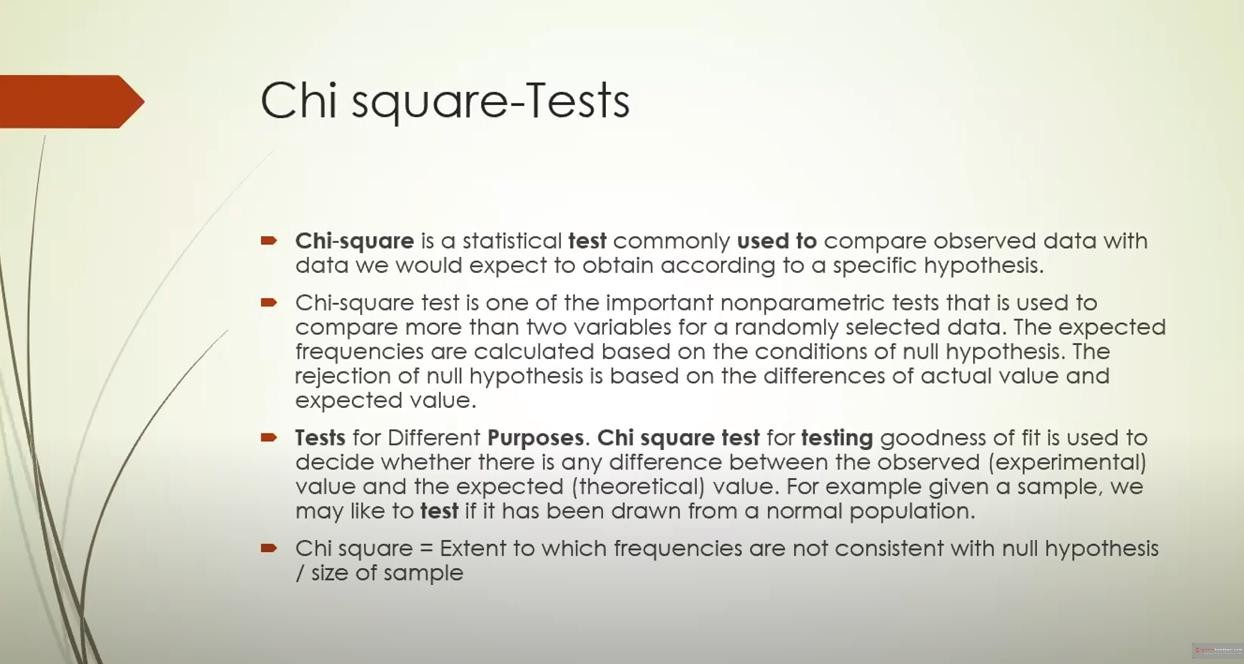 Chi square-Tests
Chi-square is a statistical test commonly used to compare observed data with
data we would expect to obtain according to a specific hypothesis.
Chi-square test is one of the important nonparametric tests that is used to
compare more than two variables for a randomly selected data. The expected
frequencies are calculated based on the conditions of null hypothesis. The
rejection of null hypothesis is based on the differences of actual value and
expected value.
Tests for Different Purposes. Chi square test for testing goodness of fit is used to
decide whether there is any difference between the observed (experimental)
value and the expected (theoretical) value. For example given a sample, we
may like to test if it has been drawn from a normal population.
Chi square = Extent to which frequencies are not consistent with null hypothesis
/ size of sample